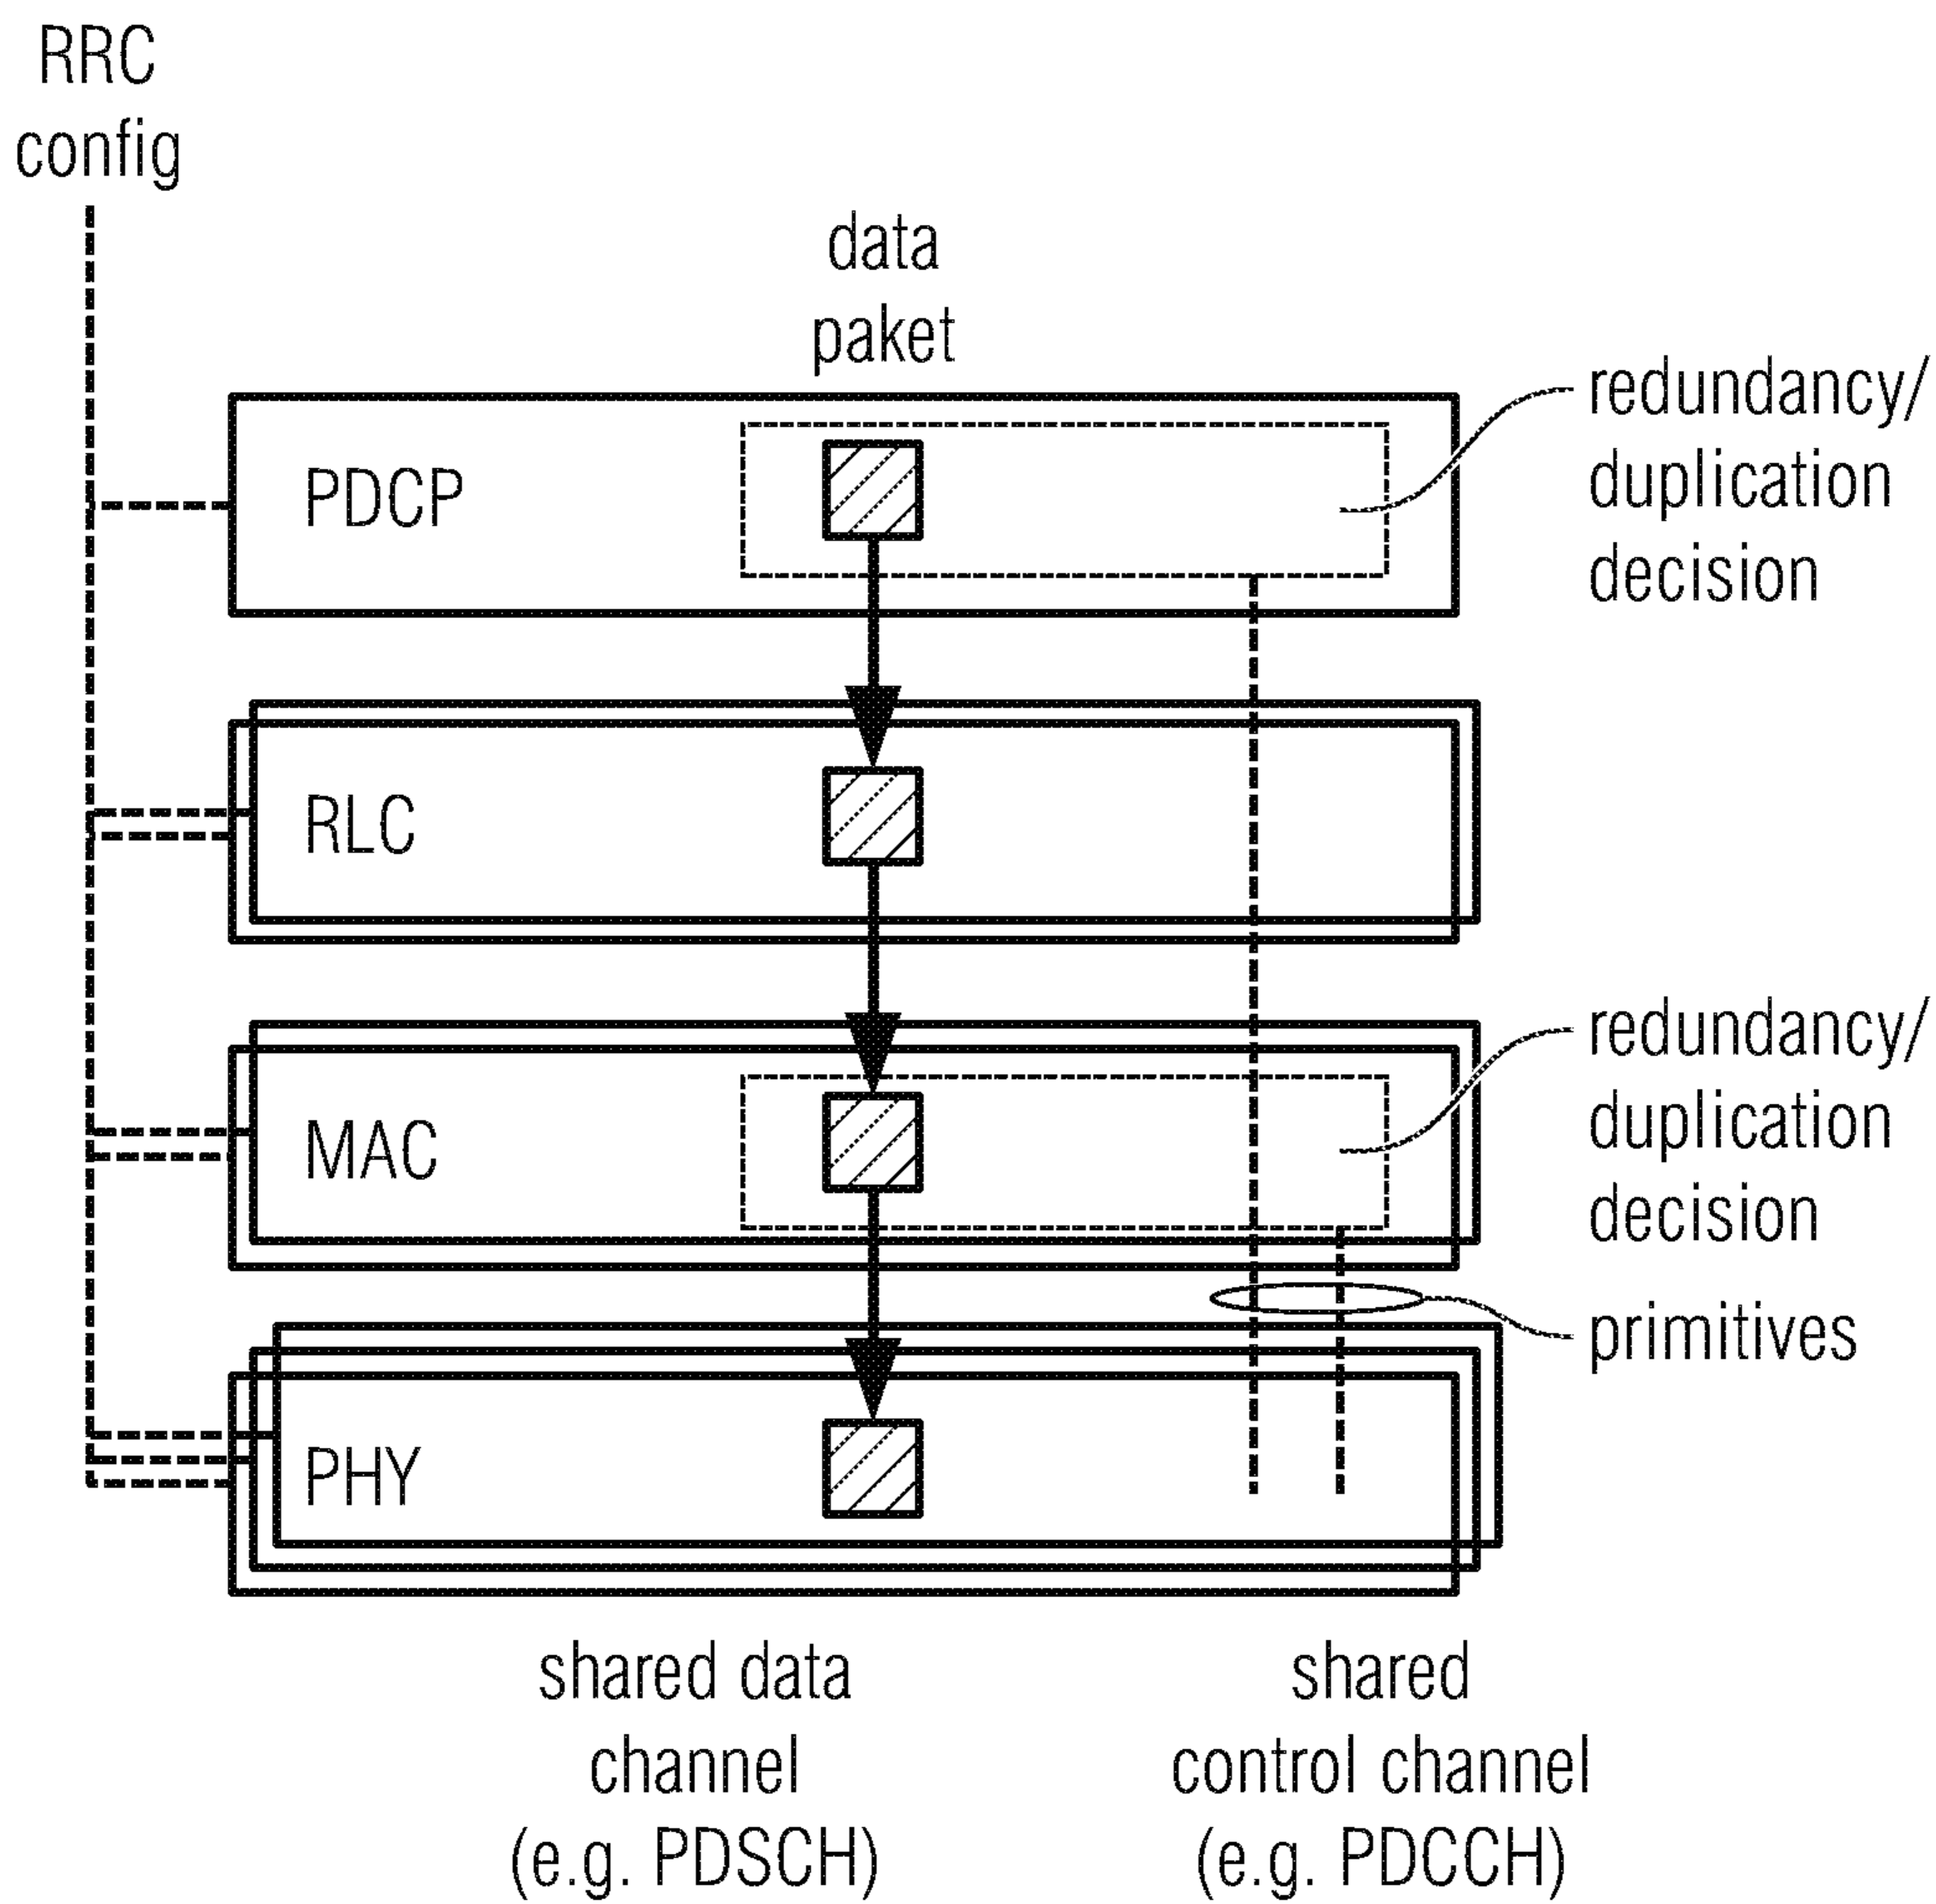 RRC
config
data
paket
PDCP
redundancy/
duplication
decision
RLC
MAC
redundancy/
duplication
decision
primitives
PHY
shared data
channel
(e.g. PDSCH)
shared
control channel
(e.g. PDCCH)